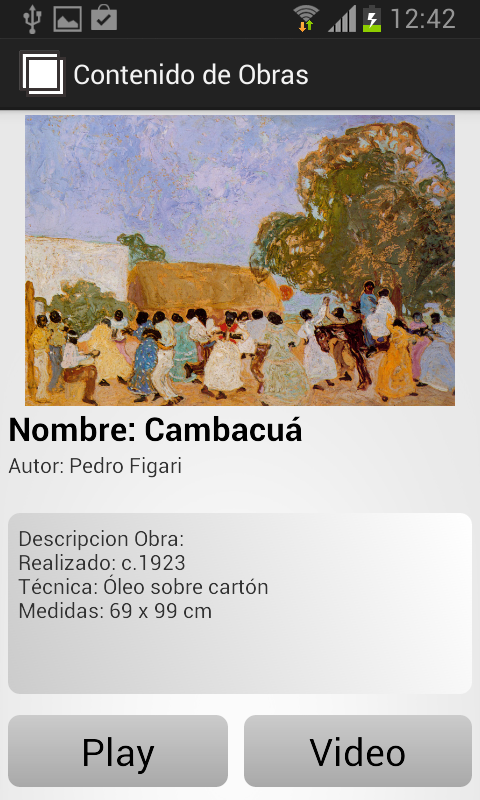 12:42
Contenido de Obras
Nombre: Cambacuá
Autor: Pedro Figari
Descripcion Obra:
Realizado: c.1923
Técnica: Óleo sobre cartón
Medidas: 69 x 99 cm
Play
Video